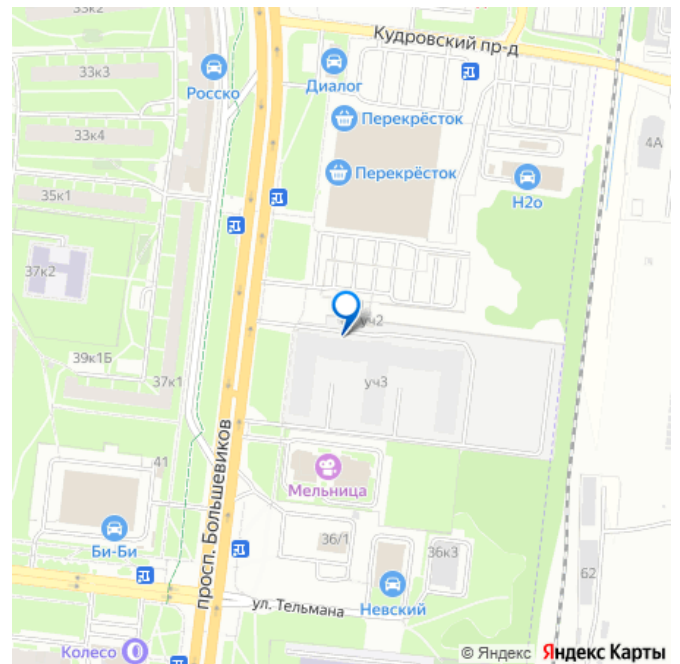 33к2
Кудровский пр-д
33к3
Росско
Диалог
Перекрёсток
33к4
4А
Перекрёсток
35к1
Н2о
37к2
уч2
39к1Б
37к1
уч3
просп. Большевиков
41
Мельница
Би-Би
36/1
36к3
62
ул. Тельмана
Невский
Колесо
© Яндекс Яндекс Карты